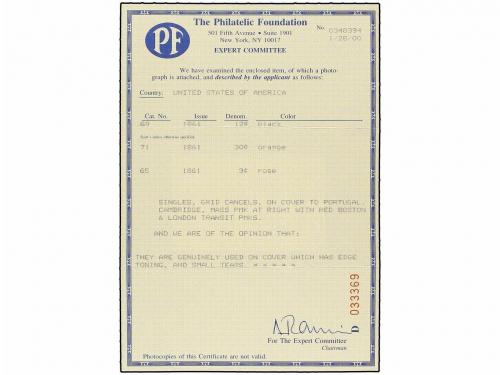 The Philatelic Foundation
501 Fifth Avenue • Suite 1901
New York, NY 10017
EXPERT COMMITTEE
No. 0340394
1/26/00
PF
We have examined the enclosed item, of which a photo-
graph is attached, and described by the applicant as follows:
Country: UNITED STATES OF AMERICA
Cat. No. Issue Denom. Color
69 1861 12¢ black
Scott's unless otherwise specified
71 1861 30¢ orange
65 1861 3¢ rose
SINGLES, GRID CANCELS, ON COVER TO PORTUGAL.
CAMBRIDGE, MASS PMK AT RIGHT WITH RED BOSTON
& LONDON TRANSIT PMKS.
AND WE ARE OF THE OPINION THAT:
THEY ARE GENUINELY USED ON COVER WHICH HAS EDGE
TONING, AND SMALL TEARS. * * * * *
D 033369
For The Expert Committee
Chairman
Photocopies of this Certificate are not valid.